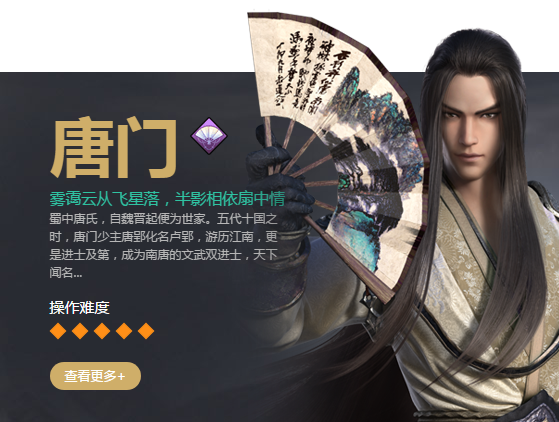 唐门
雾霭云从飞星落，半影相依扇中情
蜀中唐氏，自魏晋起便为世家。五代十国之
时，唐门少主唐郢化名卢郢，游历江南，更
是进士及第，成为南唐的文武双进士，天下
闻名...
操作难度
查看更多+